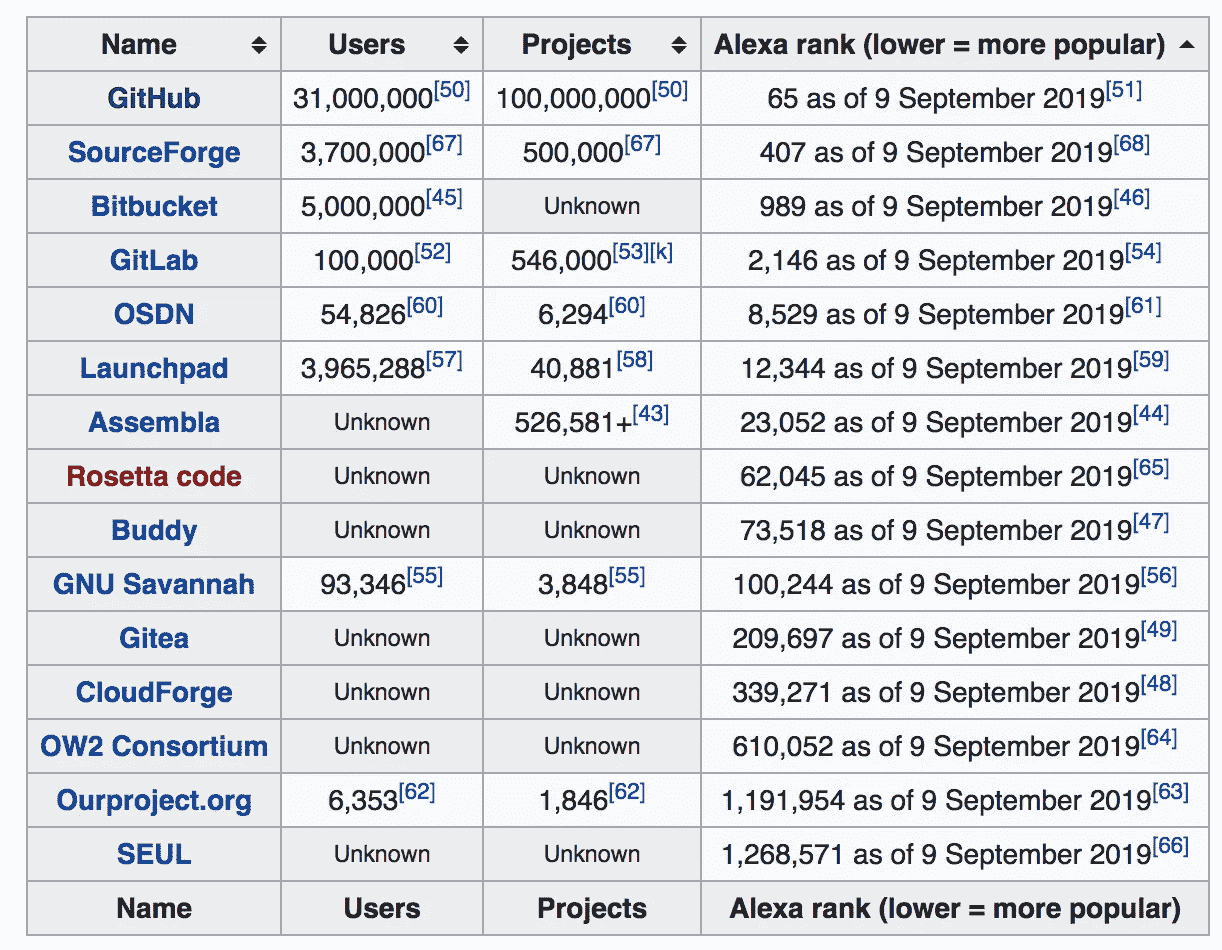 Name Users Projects Alexa rank (lower = more popular)
GitHub 31,000,000[50] 100,000,000[50] 65 as of 9 September 2019[51]
SourceForge 3,700,000[67] 500,000[67] 407 as of 9 September 2019[68]
Bitbucket 5,000,000[45] Unknown 989 as of 9 September 2019[46]
GitLab 100,000[52] 546,000[53][k] 2,146 as of 9 September 2019[54]
OSDN 54,826[60] 6,294[60] 8,529 as of 9 September 2019[61]
Launchpad 3,965,288[57] 40,881[58] 12,344 as of 9 September 2019[59]
Assembla Unknown 526,581+[43] 23,052 as of 9 September 2019[44]
Rosetta code Unknown Unknown 62,045 as of 9 September 2019[65]
Buddy Unknown Unknown 73,518 as of 9 September 2019[47]
GNU Savannah 93,346[55] 3,848[55] 100,244 as of 9 September 2019[56]
Gitea Unknown Unknown 209,697 as of 9 September 2019[49]
CloudForge Unknown Unknown 339,271 as of 9 September 2019[48]
OW2 Consortium Unknown Unknown 610,052 as of 9 September 2019[64]
Ourproject.org 6,353[62] 1,846[62] 1,191,954 as of 9 September 2019[63]
SEUL Unknown Unknown 1,268,571 as of 9 September 2019[66]
Name Users Projects Alexa rank (lower = more popular)